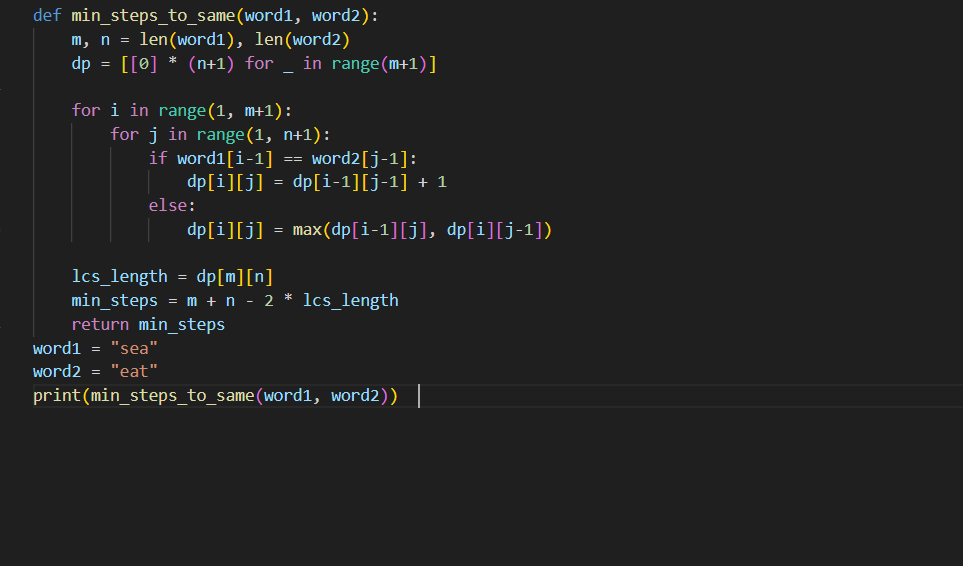 def min_steps_to_same(word1, word2):
    m, n = len(word1), len(word2)
    dp = [[0] * (n+1) for _ in range(m+1)]

    for i in range(1, m+1):
        for j in range(1, n+1):
            if word1[i-1] == word2[j-1]:
                dp[i][j] = dp[i-1][j-1] + 1
            else:
                dp[i][j] = max(dp[i-1][j], dp[i][j-1])

    lcs_length = dp[m][n]
    min_steps = m + n - 2 * lcs_length
    return min_steps
word1 = "sea"
word2 = "eat"
print(min_steps_to_same(word1, word2))